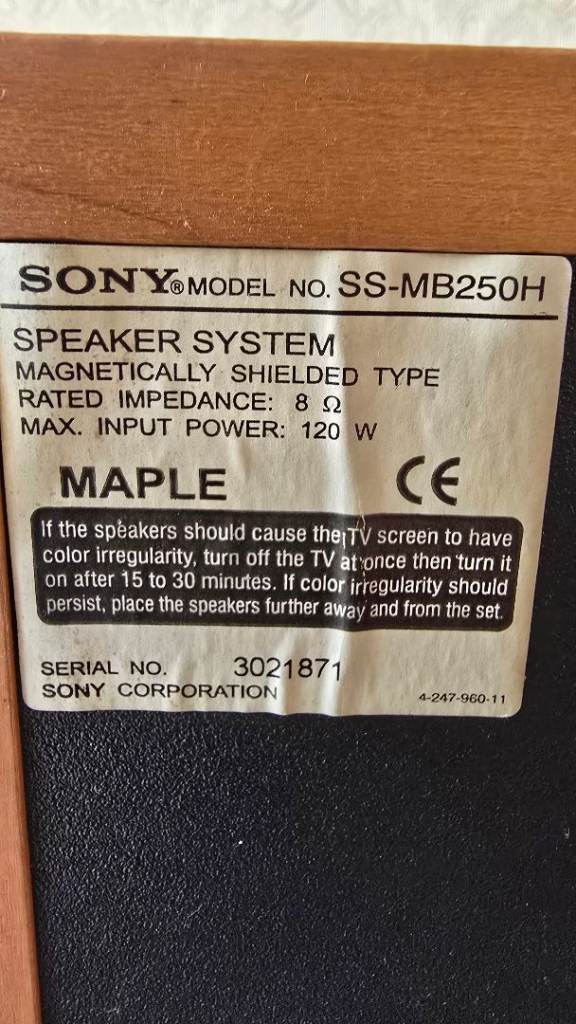 SONY® MODEL NO. SS-MB250H
SPEAKER SYSTEM
MAGNETICALLY SHIELDED TYPE
RATED IMPEDANCE: 8 Ω
MAX. INPUT POWER: 120 W
MAPLE CE
If the speakers should cause the TV screen to have
color irregularity, turn off the TV at once then turn it
on after 15 to 30 minutes. If color irregularity should
persist, place the speakers further away and from the set.
SERIAL NO. 3021871
SONY CORPORATION 4-247-960-11